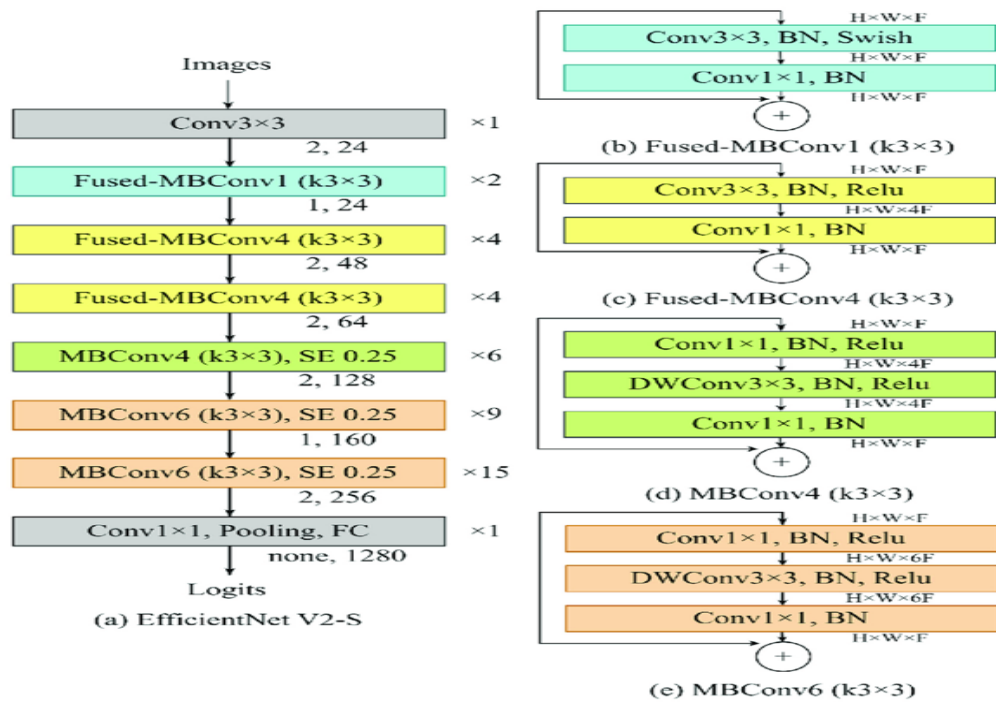 Images
Conv3×3
×1
2, 24
Fused-MBConv1 (k3×3)
×2
1, 24
Fused-MBConv4 (k3×3)
×4
2, 48
Fused-MBConv4 (k3×3)
×4
2, 64
MBConv4 (k3×3), SE 0.25
×6
2, 128
MBConv6 (k3×3), SE 0.25
×9
1, 160
MBConv6 (k3×3), SE 0.25
×15
2, 256
Conv1×1, Pooling, FC
×1
none, 1280
Logits
(a) EfficientNet V2-S
H×W×F
Conv3×3, BN, Swish
H×W×F
Conv1×1, BN
H×W×F
+
(b) Fused-MBConv1 (k3×3)
H×W×F
Conv3×3, BN, Relu
H×W×4F
Conv1×1, BN
H×W×F
+
(c) Fused-MBConv4 (k3×3)
H×W×F
Conv1×1, BN, Relu
H×W×4F
DWConv3×3, BN, Relu
H×W×4F
Conv1×1, BN
H×W×F
+
(d) MBConv4 (k3×3)
H×W×F
Conv1×1, BN, Relu
H×W×6F
DWConv3×3, BN, Relu
H×W×6F
Conv1×1, BN
H×W×F
+
(e) MBConv6 (k3×3)